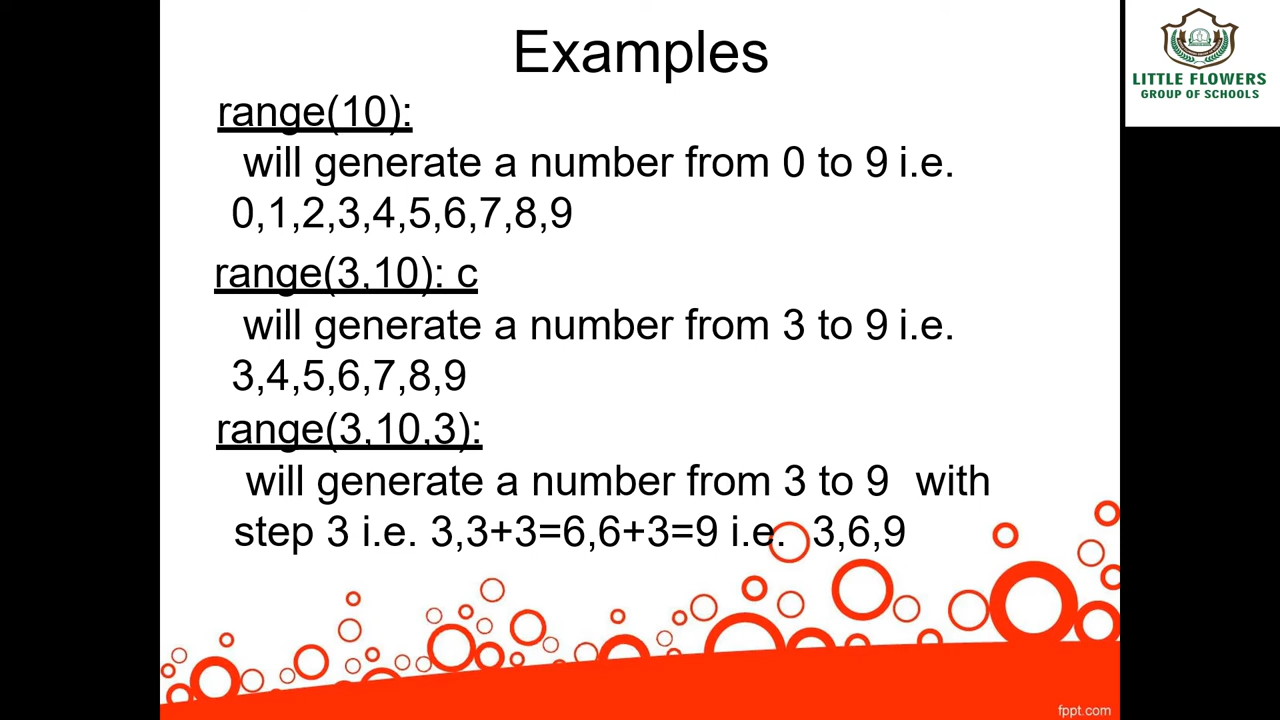 Examples
LITTLE FLOWERS
GROUP OF SCHOOLS
range(10):
will generate a number from 0 to 9 i.e.
0,1,2,3,4,5,6,7,8,9
range(3,10): c
will generate a number from 3 to 9 i.e.
3,4,5,6,7,8,9
range(3,10,3):
will generate a number from 3 to 9 with
step 3 i.e. 3,3+3=6,6+3=9 i.e. 3,6,9
fppt.com